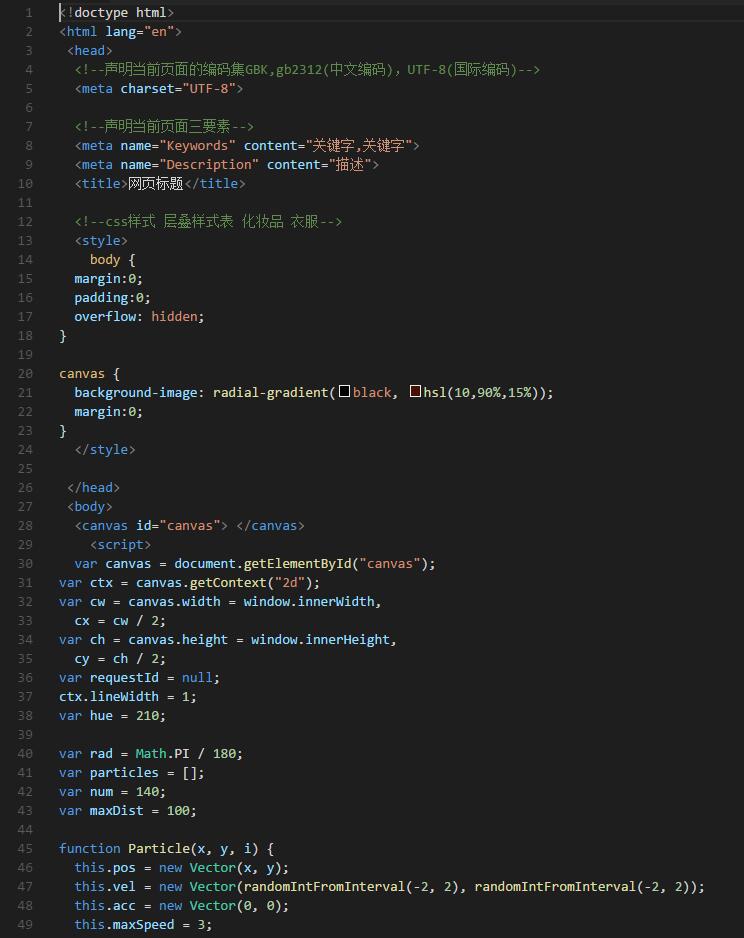 1 <!doctype html>
2 <html lang="en">
3 <head>
4 <!--声明当前页面的编码集GBK,gb2312(中文编码)，UTF-8(国际编码)-->
5 <meta charset="UTF-8">
6
7 <!--声明当前页面三要素-->
8 <meta name="Keywords" content="关键字,关键字">
9 <meta name="Description" content="描述">
10 <title>网页标题</title>
11
12 <!--css样式 层叠样式表 化妆品 衣服-->
13 <style>
14 body {
15 margin:0;
16 padding:0;
17 overflow: hidden;
18 }
19
20 canvas {
21 background-image: radial-gradient(black, hsl(10,90%,15%));
22 margin:0;
23 }
24 </style>
25
26 </head>
27 <body>
28 <canvas id="canvas"> </canvas>
29 <script>
30 var canvas = document.getElementById("canvas");
31 var ctx = canvas.getContext("2d");
32 var cw = canvas.width = window.innerWidth,
33 cx = cw / 2;
34 var ch = canvas.height = window.innerHeight,
35 cy = ch / 2;
36 var requestId = null;
37 ctx.lineWidth = 1;
38 var hue = 210;
39
40 var rad = Math.PI / 180;
41 var particles = [];
42 var num = 140;
43 var maxDist = 100;
44
45 function Particle(x, y, i) {
46 this.pos = new Vector(x, y);
47 this.vel = new Vector(randomIntFromInterval(-2, 2), randomIntFromInterval(-2, 2));
48 this.acc = new Vector(0, 0);
49 this.maxSpeed = 3;